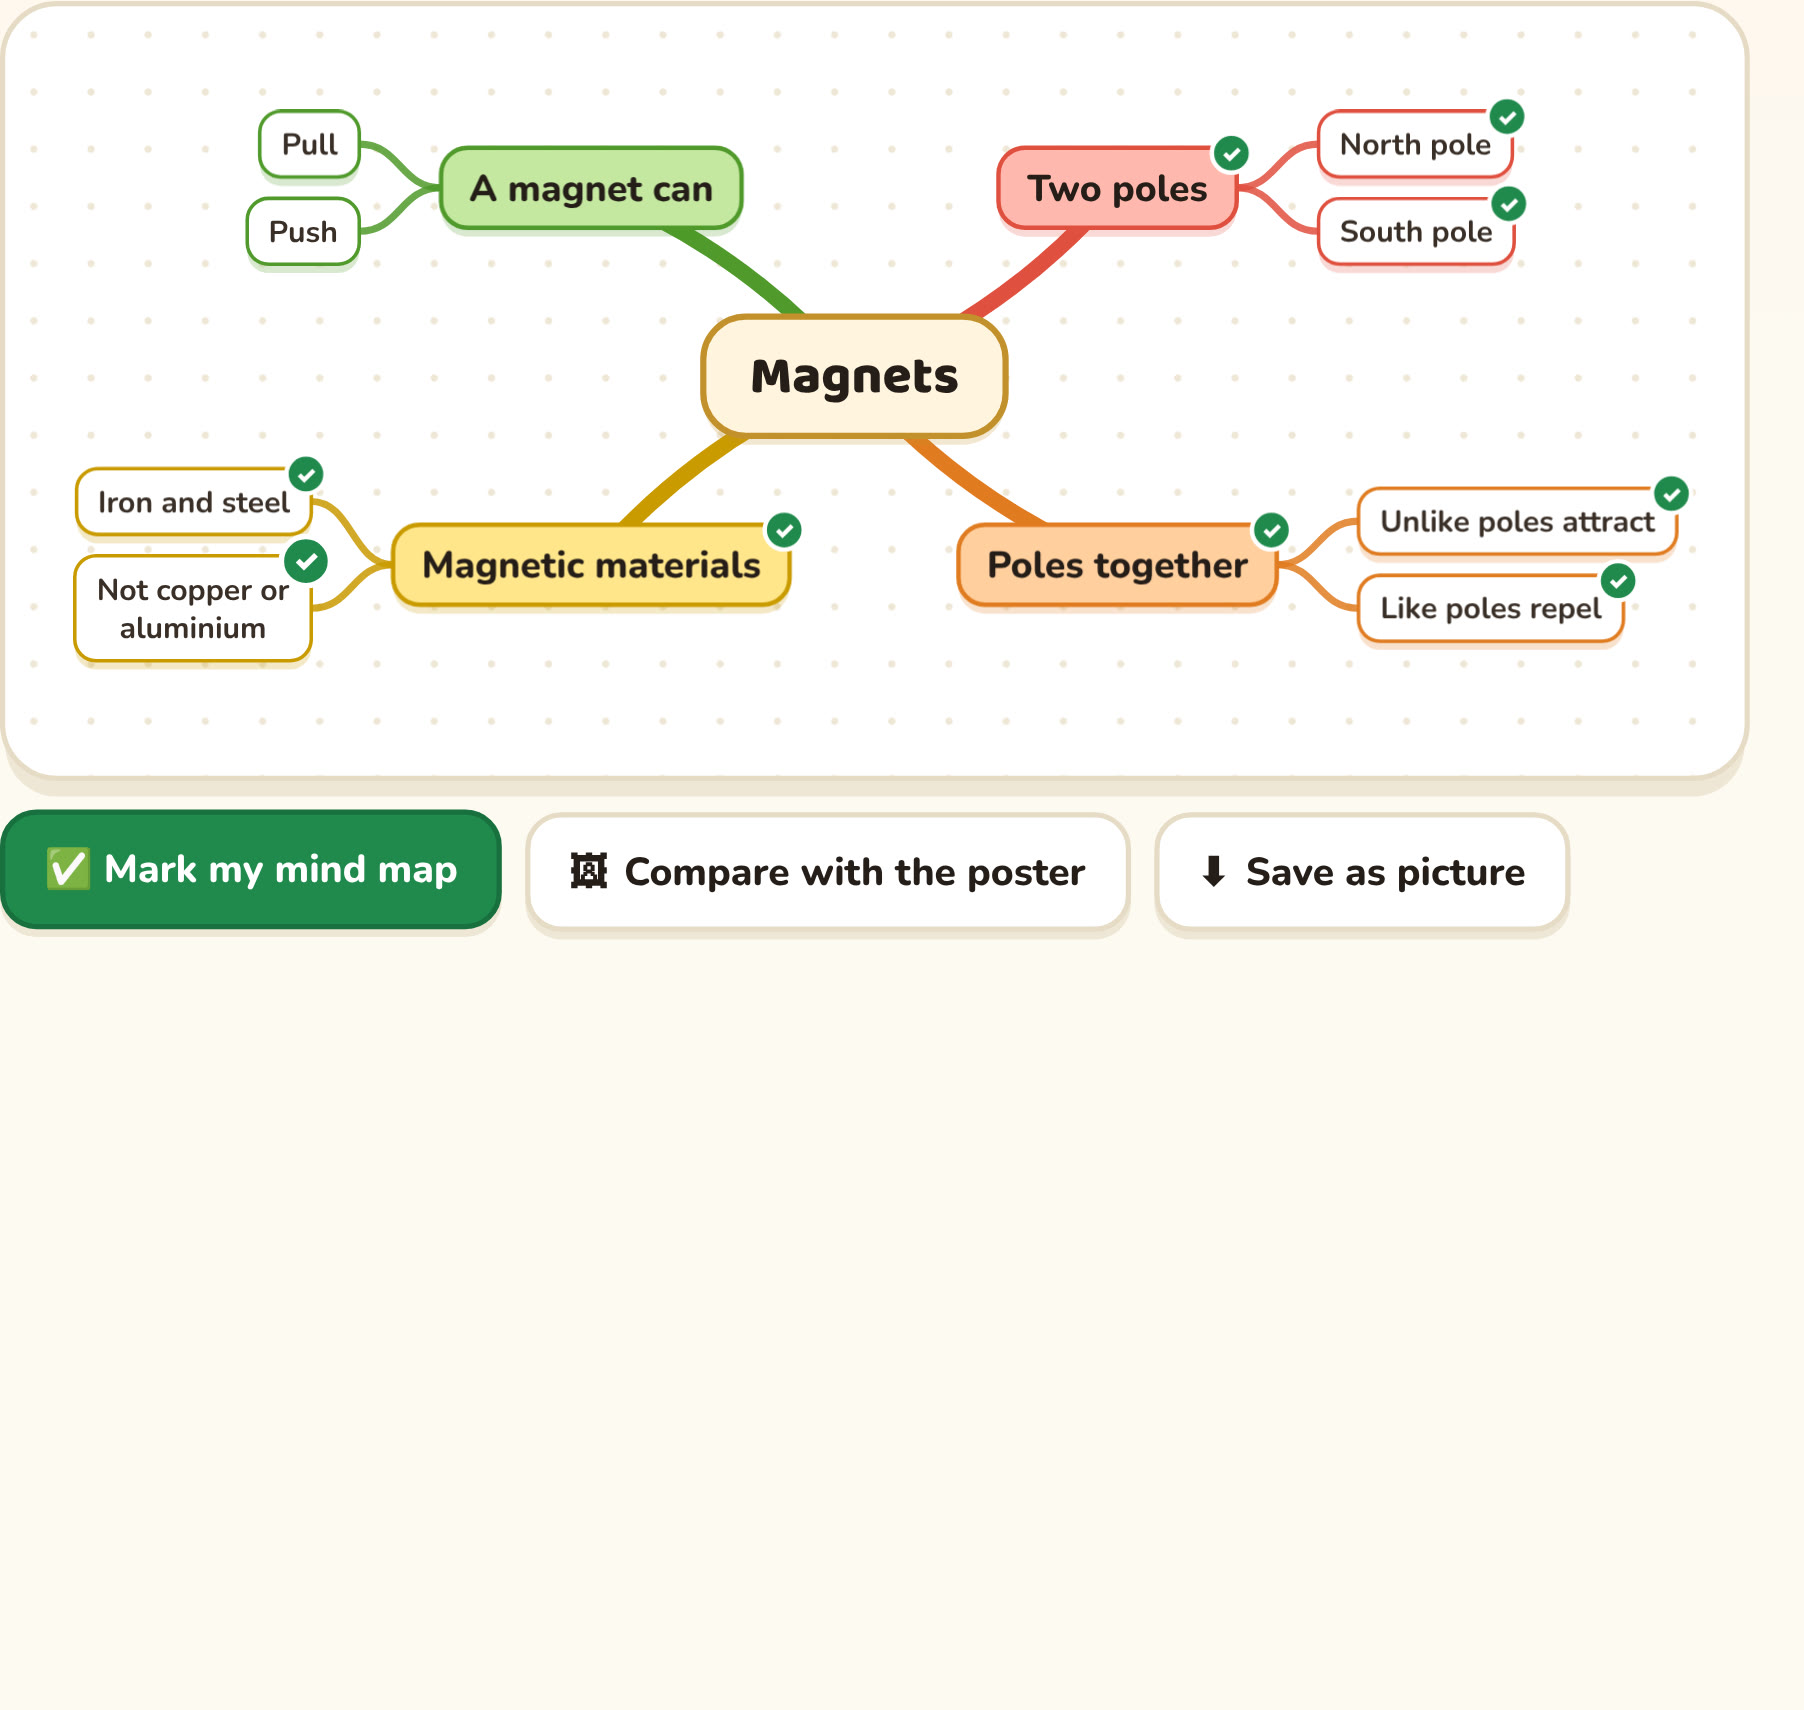 Pull
Push
A magnet can
Two poles
North pole
South pole
Magnets
Iron and steel
Not copper or
aluminium
Magnetic materials
Poles together
Unlike poles attract
Like poles repel
✅ Mark my mind map
🖼 Compare with the poster
⬇ Save as picture